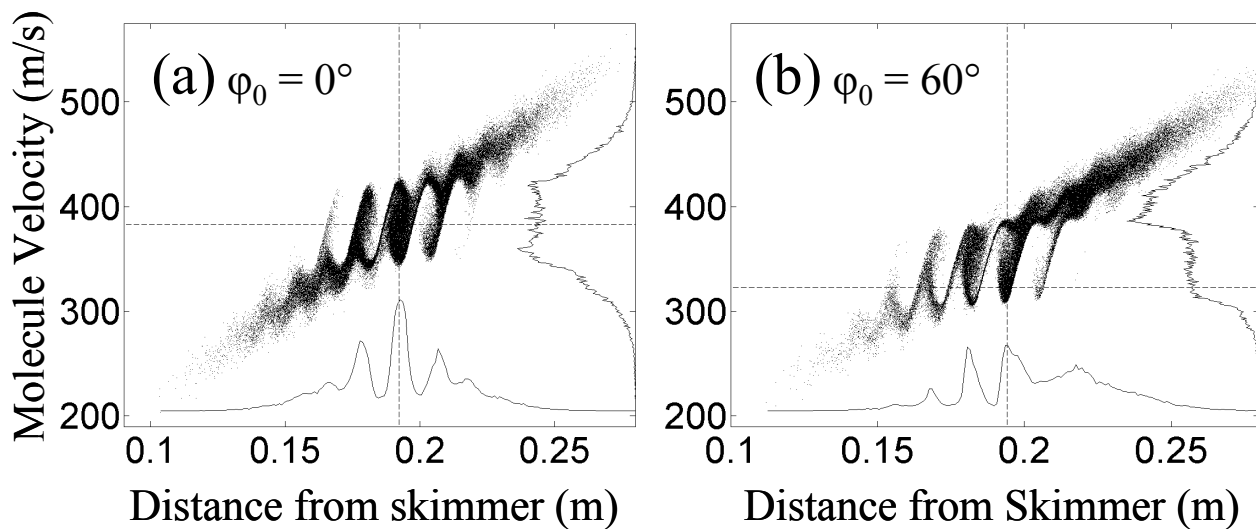 Molecule Velocity (m/s)
(a) φ₀ = 0°
500
400
300
200
0.1 0.15 0.2 0.25
Distance from skimmer (m)
(b) φ₀ = 60°
500
400
300
200
0.1 0.15 0.2 0.25
Distance from Skimmer (m)